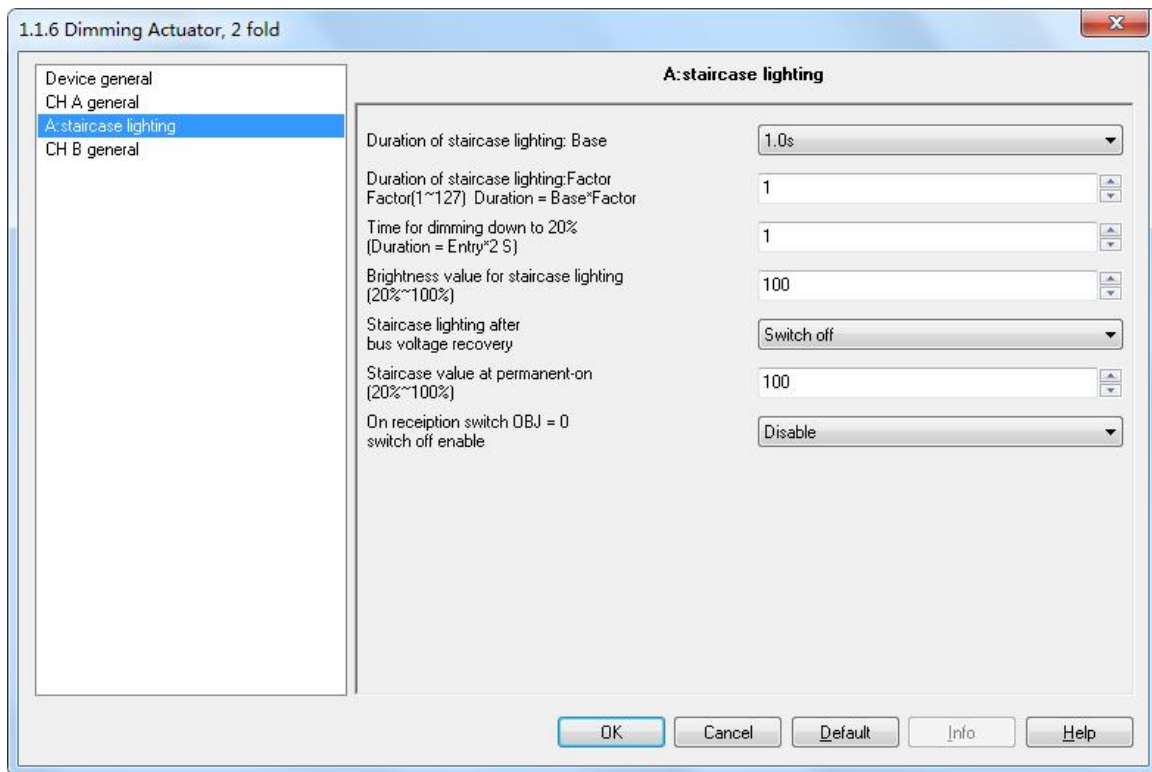 1.1.6 Dimming Actuator, 2 fold
Device general
CH A general
A:staircase lighting
CH B general
A:staircase lighting
Duration of staircase lighting: Base
1.0s
Duration of staircase lighting:Factor
Factor(1~127) Duration = Base*Factor
1
Time for dimming down to 20%
(Duration = Entry*2 S)
1
Brightness value for staircase lighting
(20%~100%)
100
Staircase lighting after
bus voltage recovery
Switch off
Staircase value at permanent-on
(20%~100%)
100
On receiption switch OBJ = 0
switch off enable
Disable
OK
Cancel
Default
Info
Help